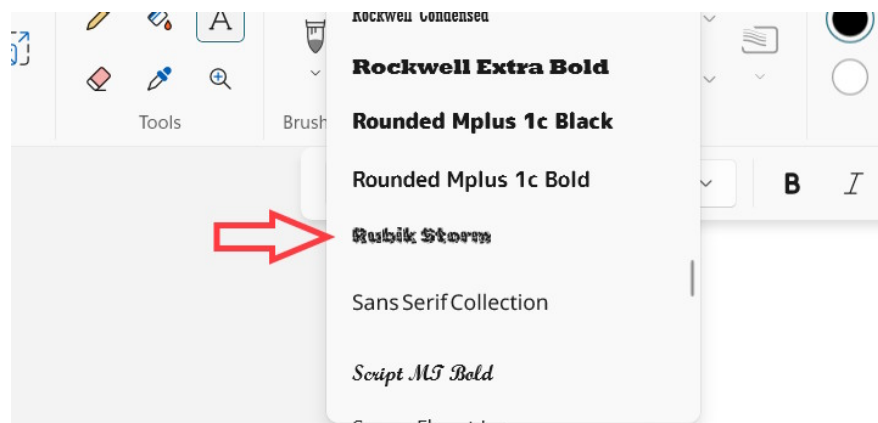 Rockwell Condensed
Rockwell Extra Bold
Tools
Brush
Rounded Mplus 1c Black
Rounded Mplus 1c Bold
B I
Rubik Storm
Sans Serif Collection
Script MT Bold